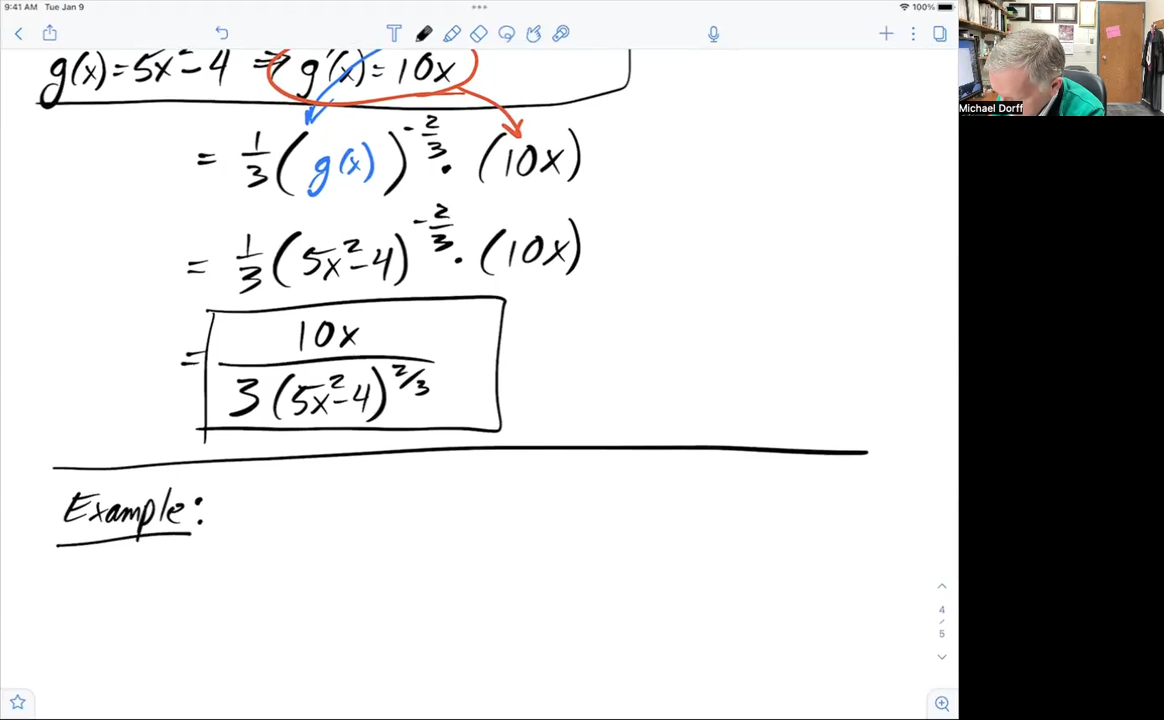 9:41 AM Tue Jan 9
100%
g(x) = 5x² - 4 ⇒ g'(x) = 10x
= 1/3 (g(x))^(-2/3) · (10x)
= 1/3 (5x² - 4)^(-2/3) · (10x)
= 10x / 3(5x² - 4)^(2/3)
Example:
Michael Dorff
4
5